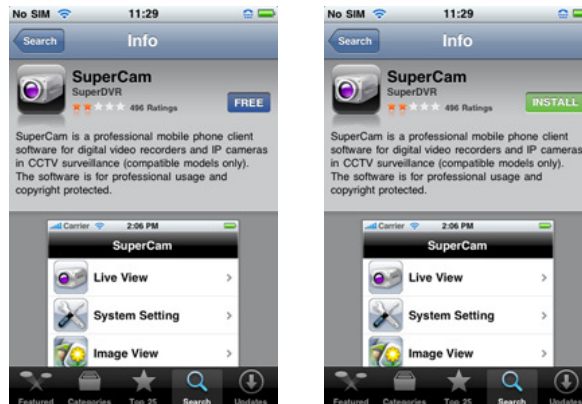 No SIM 11:29
Search Info
SuperCam
SuperDVR
496 Ratings
FREE
SuperCam is a professional mobile phone client
software for digital video recorders and IP cameras
in CCTV surveillance (compatible models only).
The software is for professional usage and
copyright protected.
Carrier 2:06 PM
SuperCam
Live View
System Setting
Image View
Featured Categories Top 25 Search Updates
No SIM 11:29
Search Info
SuperCam
SuperDVR
496 Ratings
INSTALL
SuperCam is a professional mobile phone client
software for digital video recorders and IP cameras
in CCTV surveillance (compatible models only).
The software is for professional usage and
copyright protected.
Carrier 2:06 PM
SuperCam
Live View
System Setting
Image View
Featured Categories Top 25 Search Updates